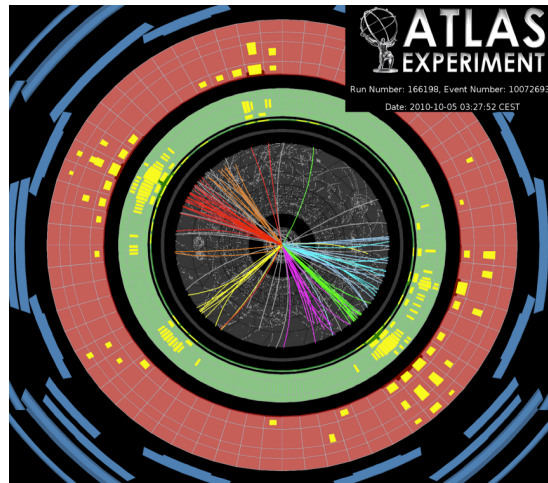 ATLAS
EXPERIMENT
Run Number: 166198, Event Number: 10072693
Date: 2010-10-05 03:27:52 CEST